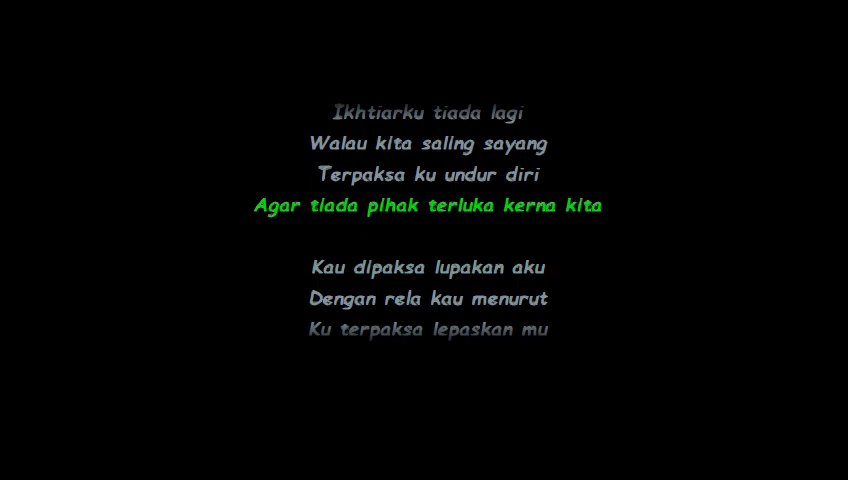 Ikhtiarku tiada lagi
Walau kita saling sayang
Terpaksa ku undur diri
Agar tiada pihak terluka kerna kita
Kau dipaksa lupakan aku
Dengan rela kau menurut
Ku terpaksa lepaskan mu